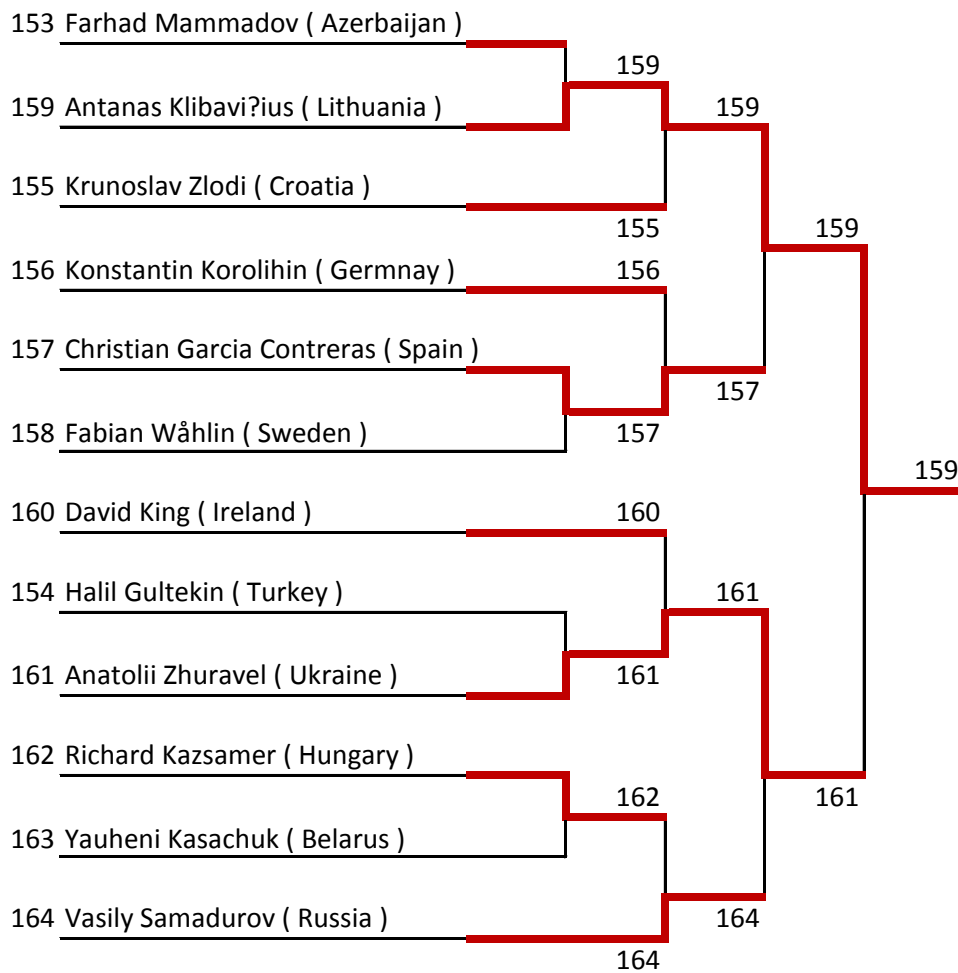 153 Farhad Mammadov ( Azerbaijan )
159
159 Antanas Klibavi?ius ( Lithuania )
159
155 Krunoslav Zlodi ( Croatia )
155
159
156 Konstantin Korolihin ( Germnay )
156
157 Christian Garcia Contreras ( Spain )
157
158 Fabian Wåhlin ( Sweden )
157
159
160 David King ( Ireland )
160
154 Halil Gultekin ( Turkey )
161
161 Anatolii Zhuravel ( Ukraine )
161
162 Richard Kazsamer ( Hungary )
162
161
163 Yauheni Kasachuk ( Belarus )
164 Vasily Samadurov ( Russia )
164
164